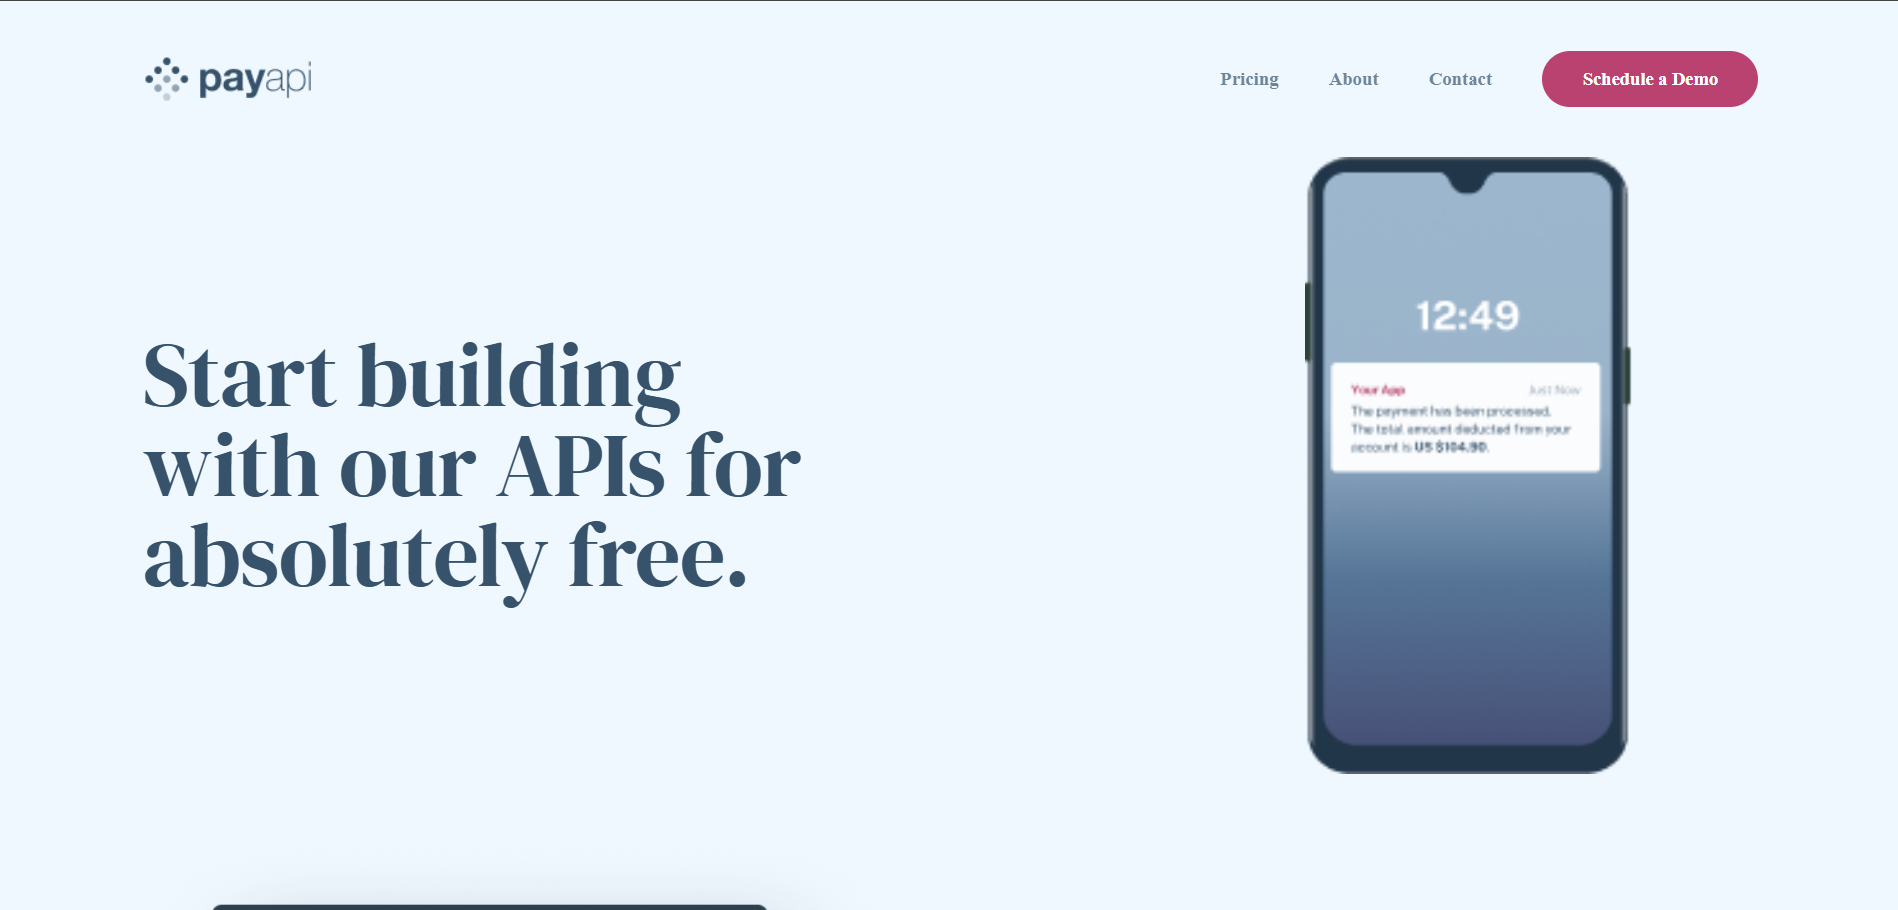 payapi
Pricing About Contact Schedule a Demo
12:49
Your App Just Now
The payment has been processed.
The total amount deducted from your
account is US $104.90.
Start building
with our APIs for
absolutely free.